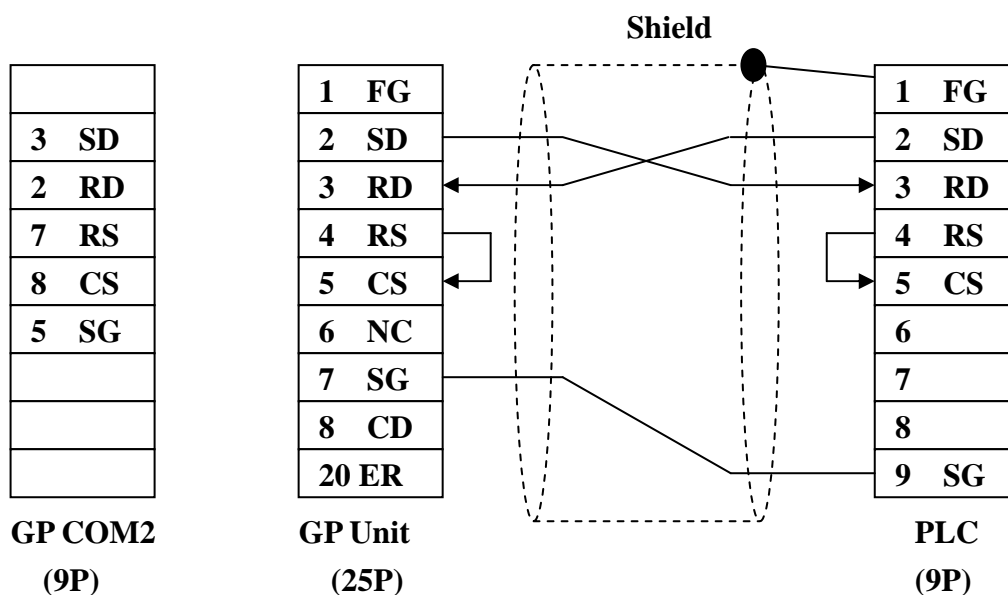 Shield
3 SD
2 RD
7 RS
8 CS
5 SG
GP COM2
(9P)
1 FG
2 SD
3 RD
4 RS
5 CS
6 NC
7 SG
8 CD
20 ER
GP Unit
(25P)
1 FG
2 SD
3 RD
4 RS
5 CS
6
7
8
9 SG
PLC
(9P)